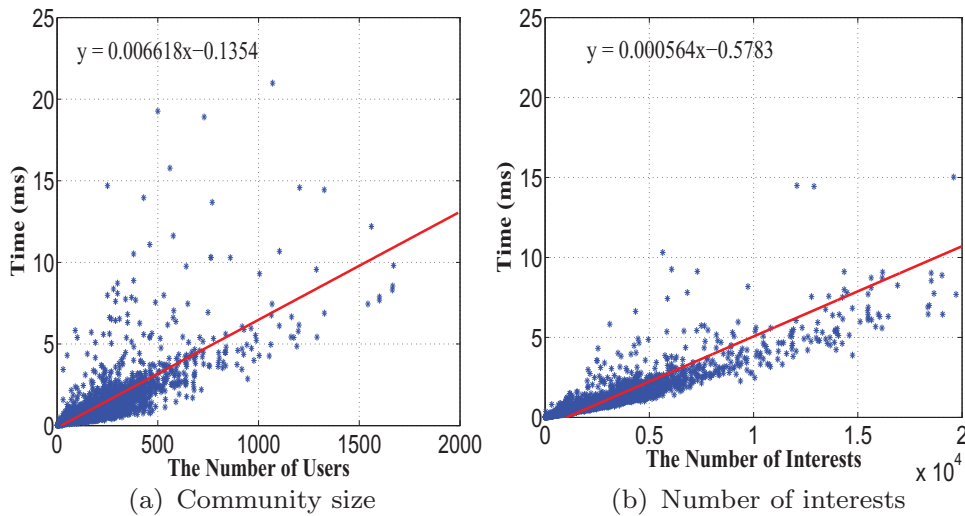 25
20
15
10
5
0
Time (ms)
y = 0.006618x−0.1354
0 500 1000 1500 2000
The Number of Users
(a) Community size
25
20
15
10
5
0
Time (ms)
y = 0.000564x−0.5783
0 0.5 1 1.5 2
The Number of Interests
x 10^4
(b) Number of interests